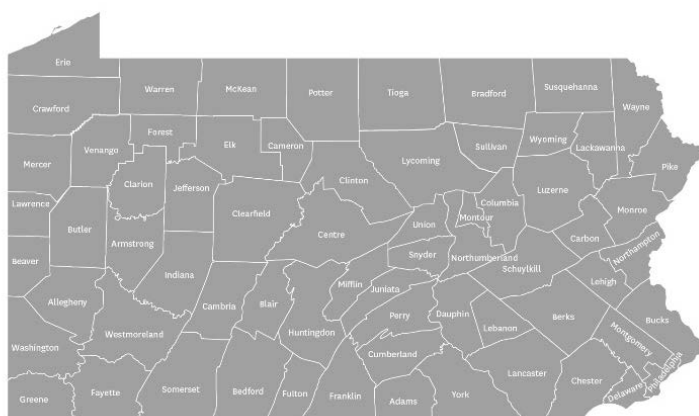 Erie
Warren
McKean
Potter
Tioga
Bradford
Susquehanna
Wayne
Crawford
Forest
Elk
Cameron
Sullivan
Wyoming
Lackawanna
Pike
Mercer
Venango
Clarion
Jefferson
Clinton
Lycoming
Luzerne
Monroe
Lawrence
Butler
Armstrong
Clearfield
Centre
Union
Montour
Columbia
Carbon
Northampton
Beaver
Indiana
Snyder
Northumberland
Schuylkill
Lehigh
Allegheny
Cambria
Blair
Mifflin
Juniata
Huntingdon
Perry
Dauphin
Lebanon
Berks
Bucks
Montgomery
Washington
Westmoreland
Cumberland
Lancaster
Chester
Delaware
Philadelphia
Greene
Fayette
Somerset
Bedford
Fulton
Franklin
Adams
York